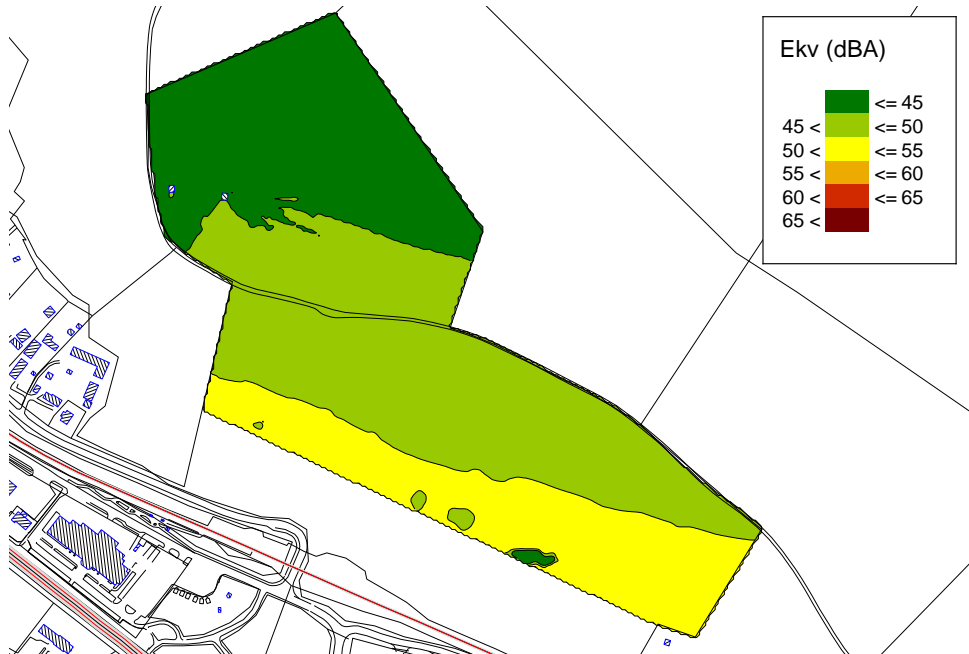 Ekv (dBA)
<= 45
45 < <= 50
50 < <= 55
55 < <= 60
60 < <= 65
65 <